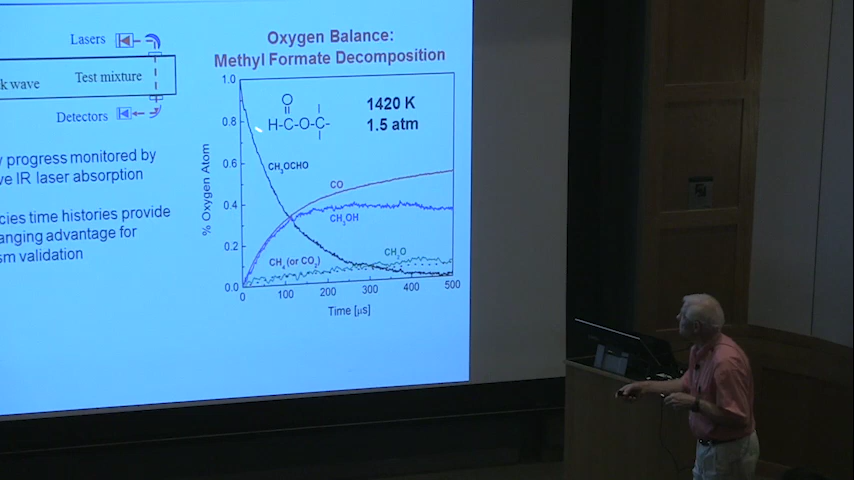 Lasers
k wave
Test mixture
Detectors
y progress monitored by
ve IR laser absorption
cies time histories provide
anging advantage for
sm validation
Oxygen Balance:
Methyl Formate Decomposition
% Oxygen Atom
1.0
0.8
0.6
0.4
0.2
0.0
O
H-C-O-C-
1420 K
1.5 atm
CH₃OCHO
CO
CH₃OH
CH₄ (or CO₂)
CH₂O
0
100
200
300
400
500
Time [μs]